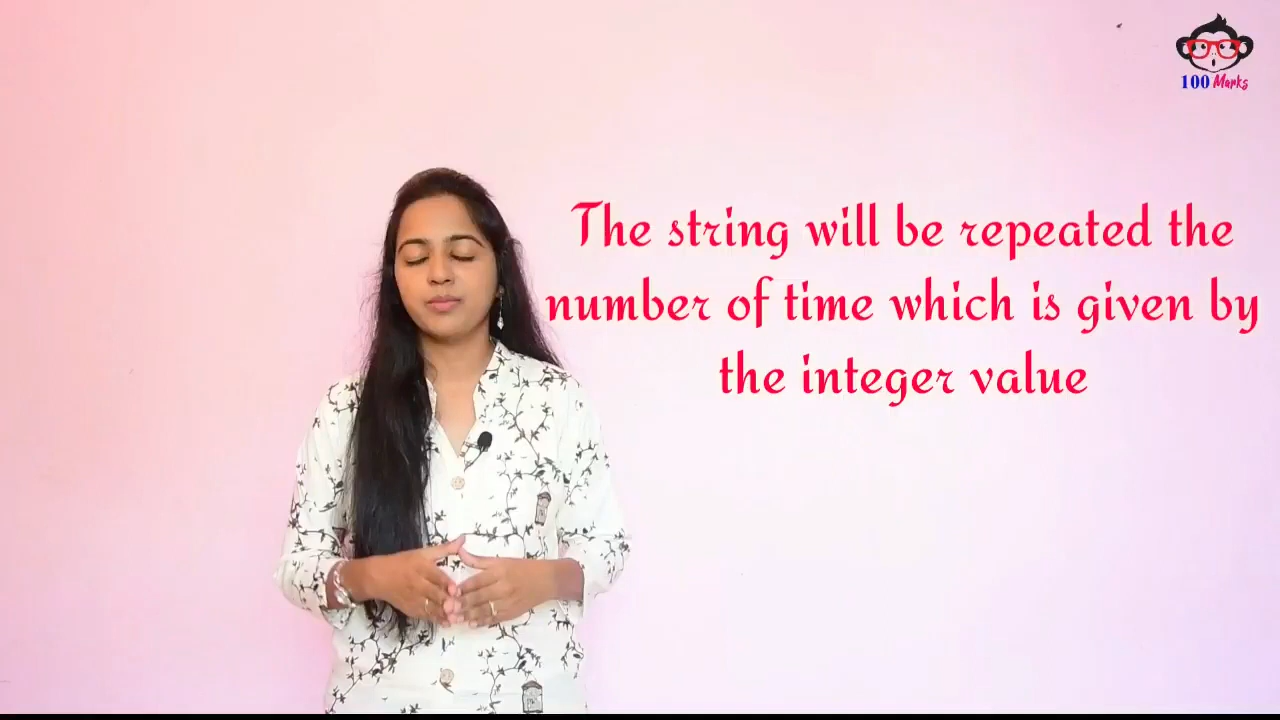 100 Marks
The string will be repeated the
number of time which is given by
the integer value